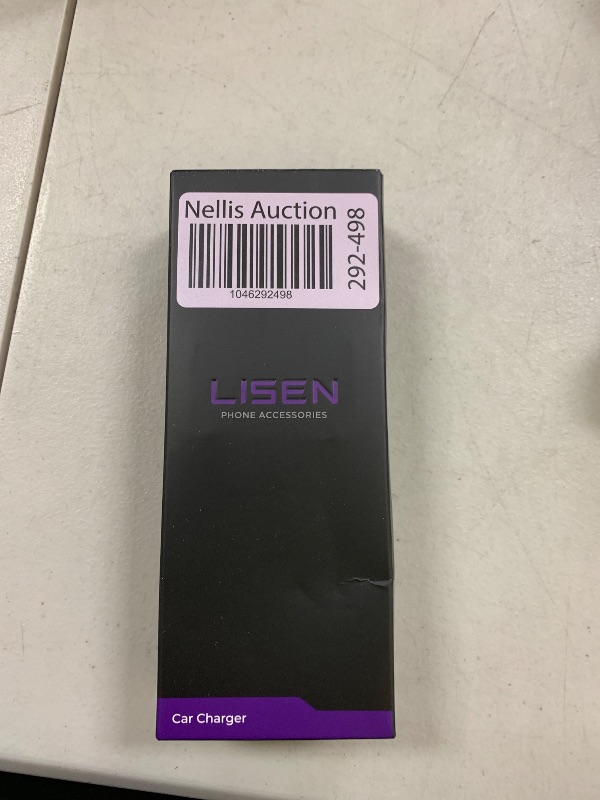 Nellis Auction
292-498
1046292498
LISEN
PHONE ACCESSORIES
Car Charger